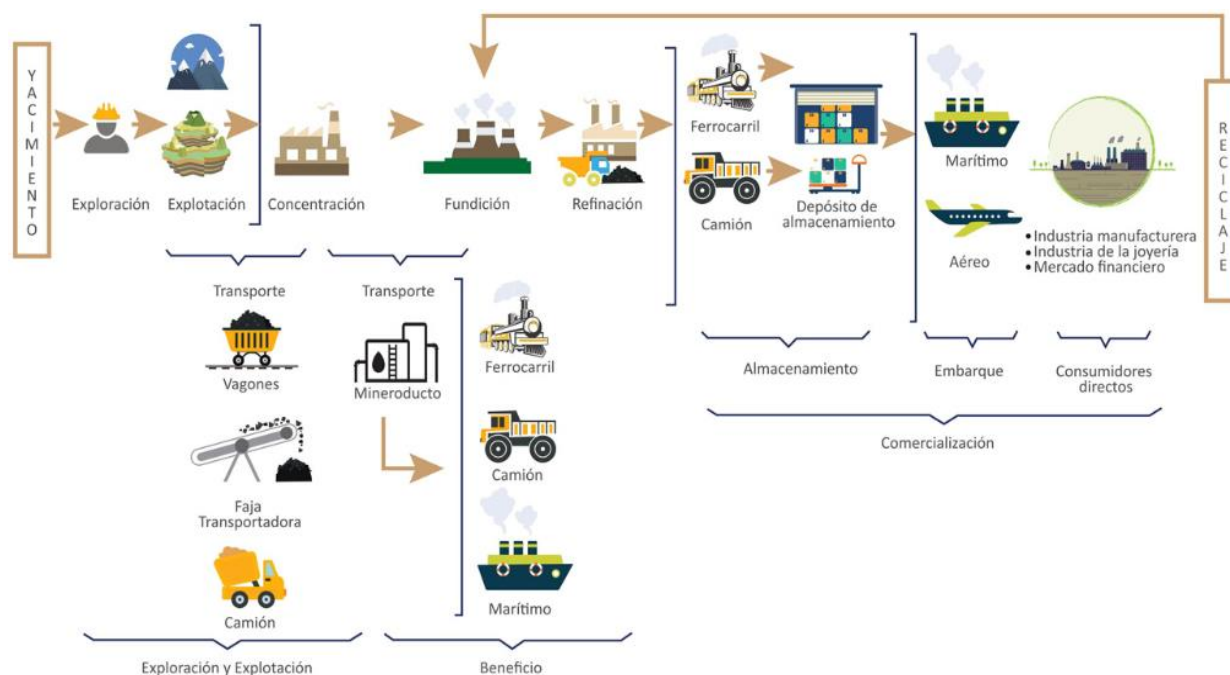 YACIMIENTO
Exploración
Explotación
Concentración
Fundición
Refinación
Ferrocarril
Camión
Depósito de
almacenamiento
Marítimo
Aéreo
• Industria manufacturera
• Industria de la joyería
• Mercado financiero
RECICLAJE
Transporte
Vagones
Faja
Transportadora
Camión
Transporte
Mineroducto
Ferrocarril
Camión
Marítimo
Almacenamiento
Embarque
Consumidores
directos
Comercialización
Exploración y Explotación
Beneficio